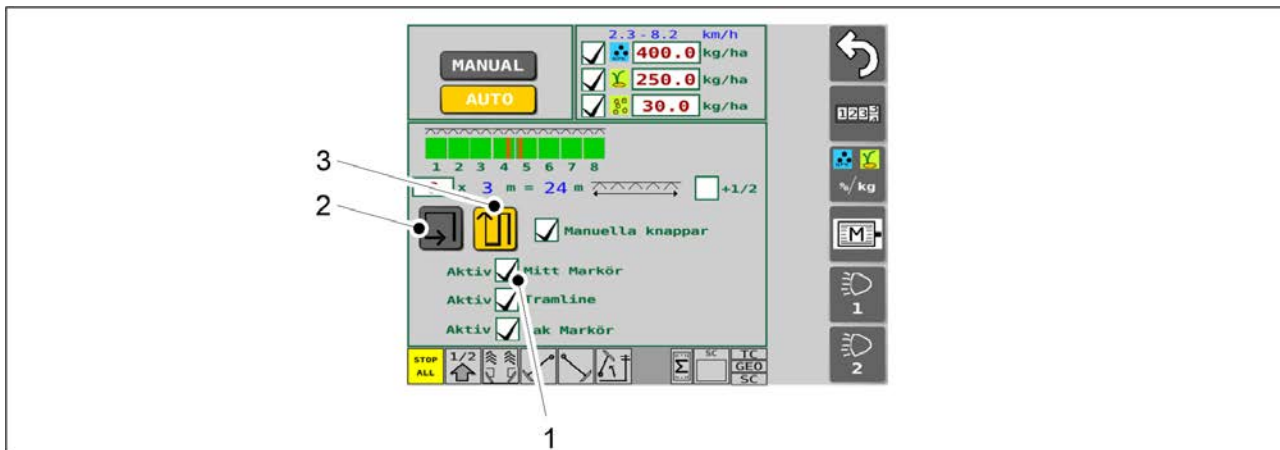 2.3-8.2 km/h
MANUAL
400.0 kg/ha
AUTO
250.0 kg/ha
30.0 kg/ha
1 2 3 4 5 6 7 8
x 3 m = 24 m +1/2
Manuella knappar
Aktiv Mitt Markör
Aktiv Tramline
Aktiv Markör
STOP ALL
1/2
Σ
SC
TC
GEO
SC
%/kg
M
1
2
3
2
1